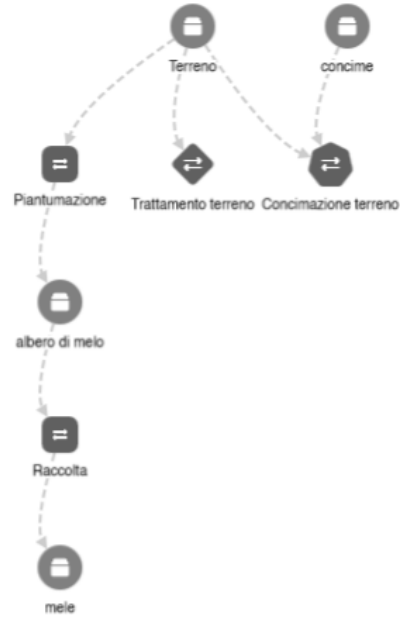 Terreno
concime
Piantumazione
Trattamento terreno
Concimazione terreno
albero di melo
Raccolta
mele